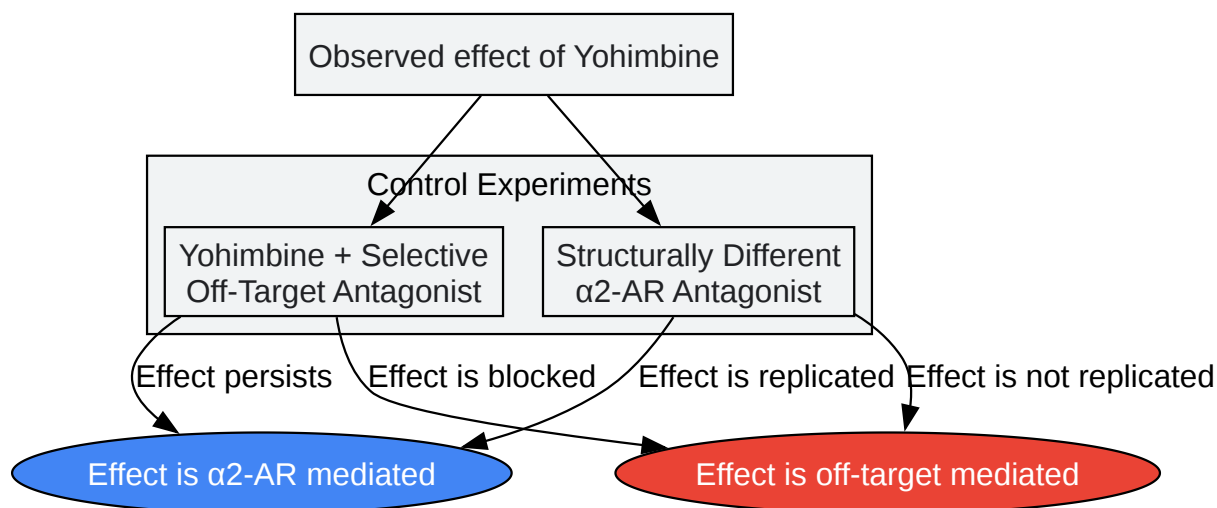 Observed effect of Yohimbine
Control Experiments
Yohimbine + Selective
Off-Target Antagonist
Structurally Different
α2-AR Antagonist
Effect persists
Effect is blocked
Effect is replicated
Effect is not replicated
Effect is α2-AR mediated
Effect is off-target mediated